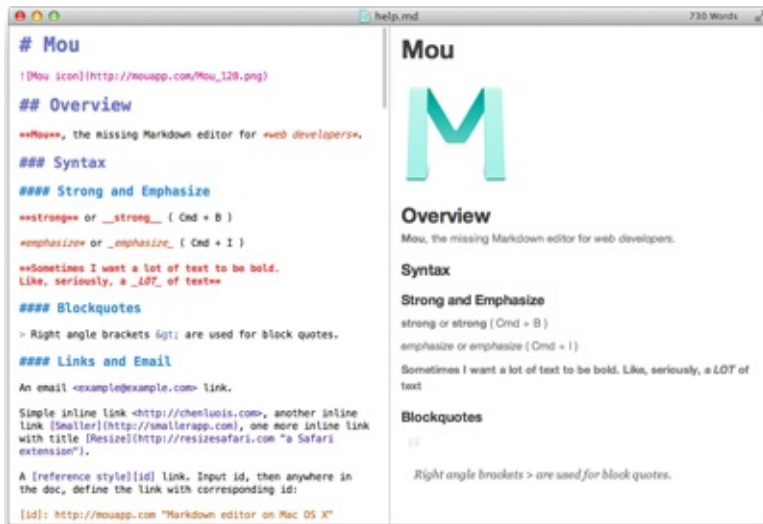 help.md
730 Words
# Mou
![Mou icon](http://mouapp.com/Mou_128.png)
## Overview
**Mou**, the missing Markdown editor for *web developers*.
### Syntax
#### Strong and Emphasize
**strong** or __strong__ ( Cmd + B )
*emphasize* or _emphasize_ ( Cmd + I )
**Sometimes I want a lot of text to be bold.
Like, seriously, a _LOT_ of text**
#### Blockquotes
> Right angle brackets &gt; are used for block quotes.
#### Links and Email
An email <example@example.com> link.
Simple inline link <http://chenluois.com>, another inline
link [Smaller](http://smallerapp.com), one more inline link
with title [Resize](http://resizesafari.com "a Safari
extension").
A [reference style][id] link. Input id, then anywhere in
the doc, define the link with corresponding id:
[id]: http://mouapp.com "Markdown editor on Mac OS X"
Mou
M
Overview
Mou, the missing Markdown editor for web developers.
Syntax
Strong and Emphasize
strong or strong ( Cmd + B )
emphasize or emphasize ( Cmd + I )
Sometimes I want a lot of text to be bold. Like, seriously, a LOT of
text
Blockquotes
“
Right angle brackets > are used for block quotes.